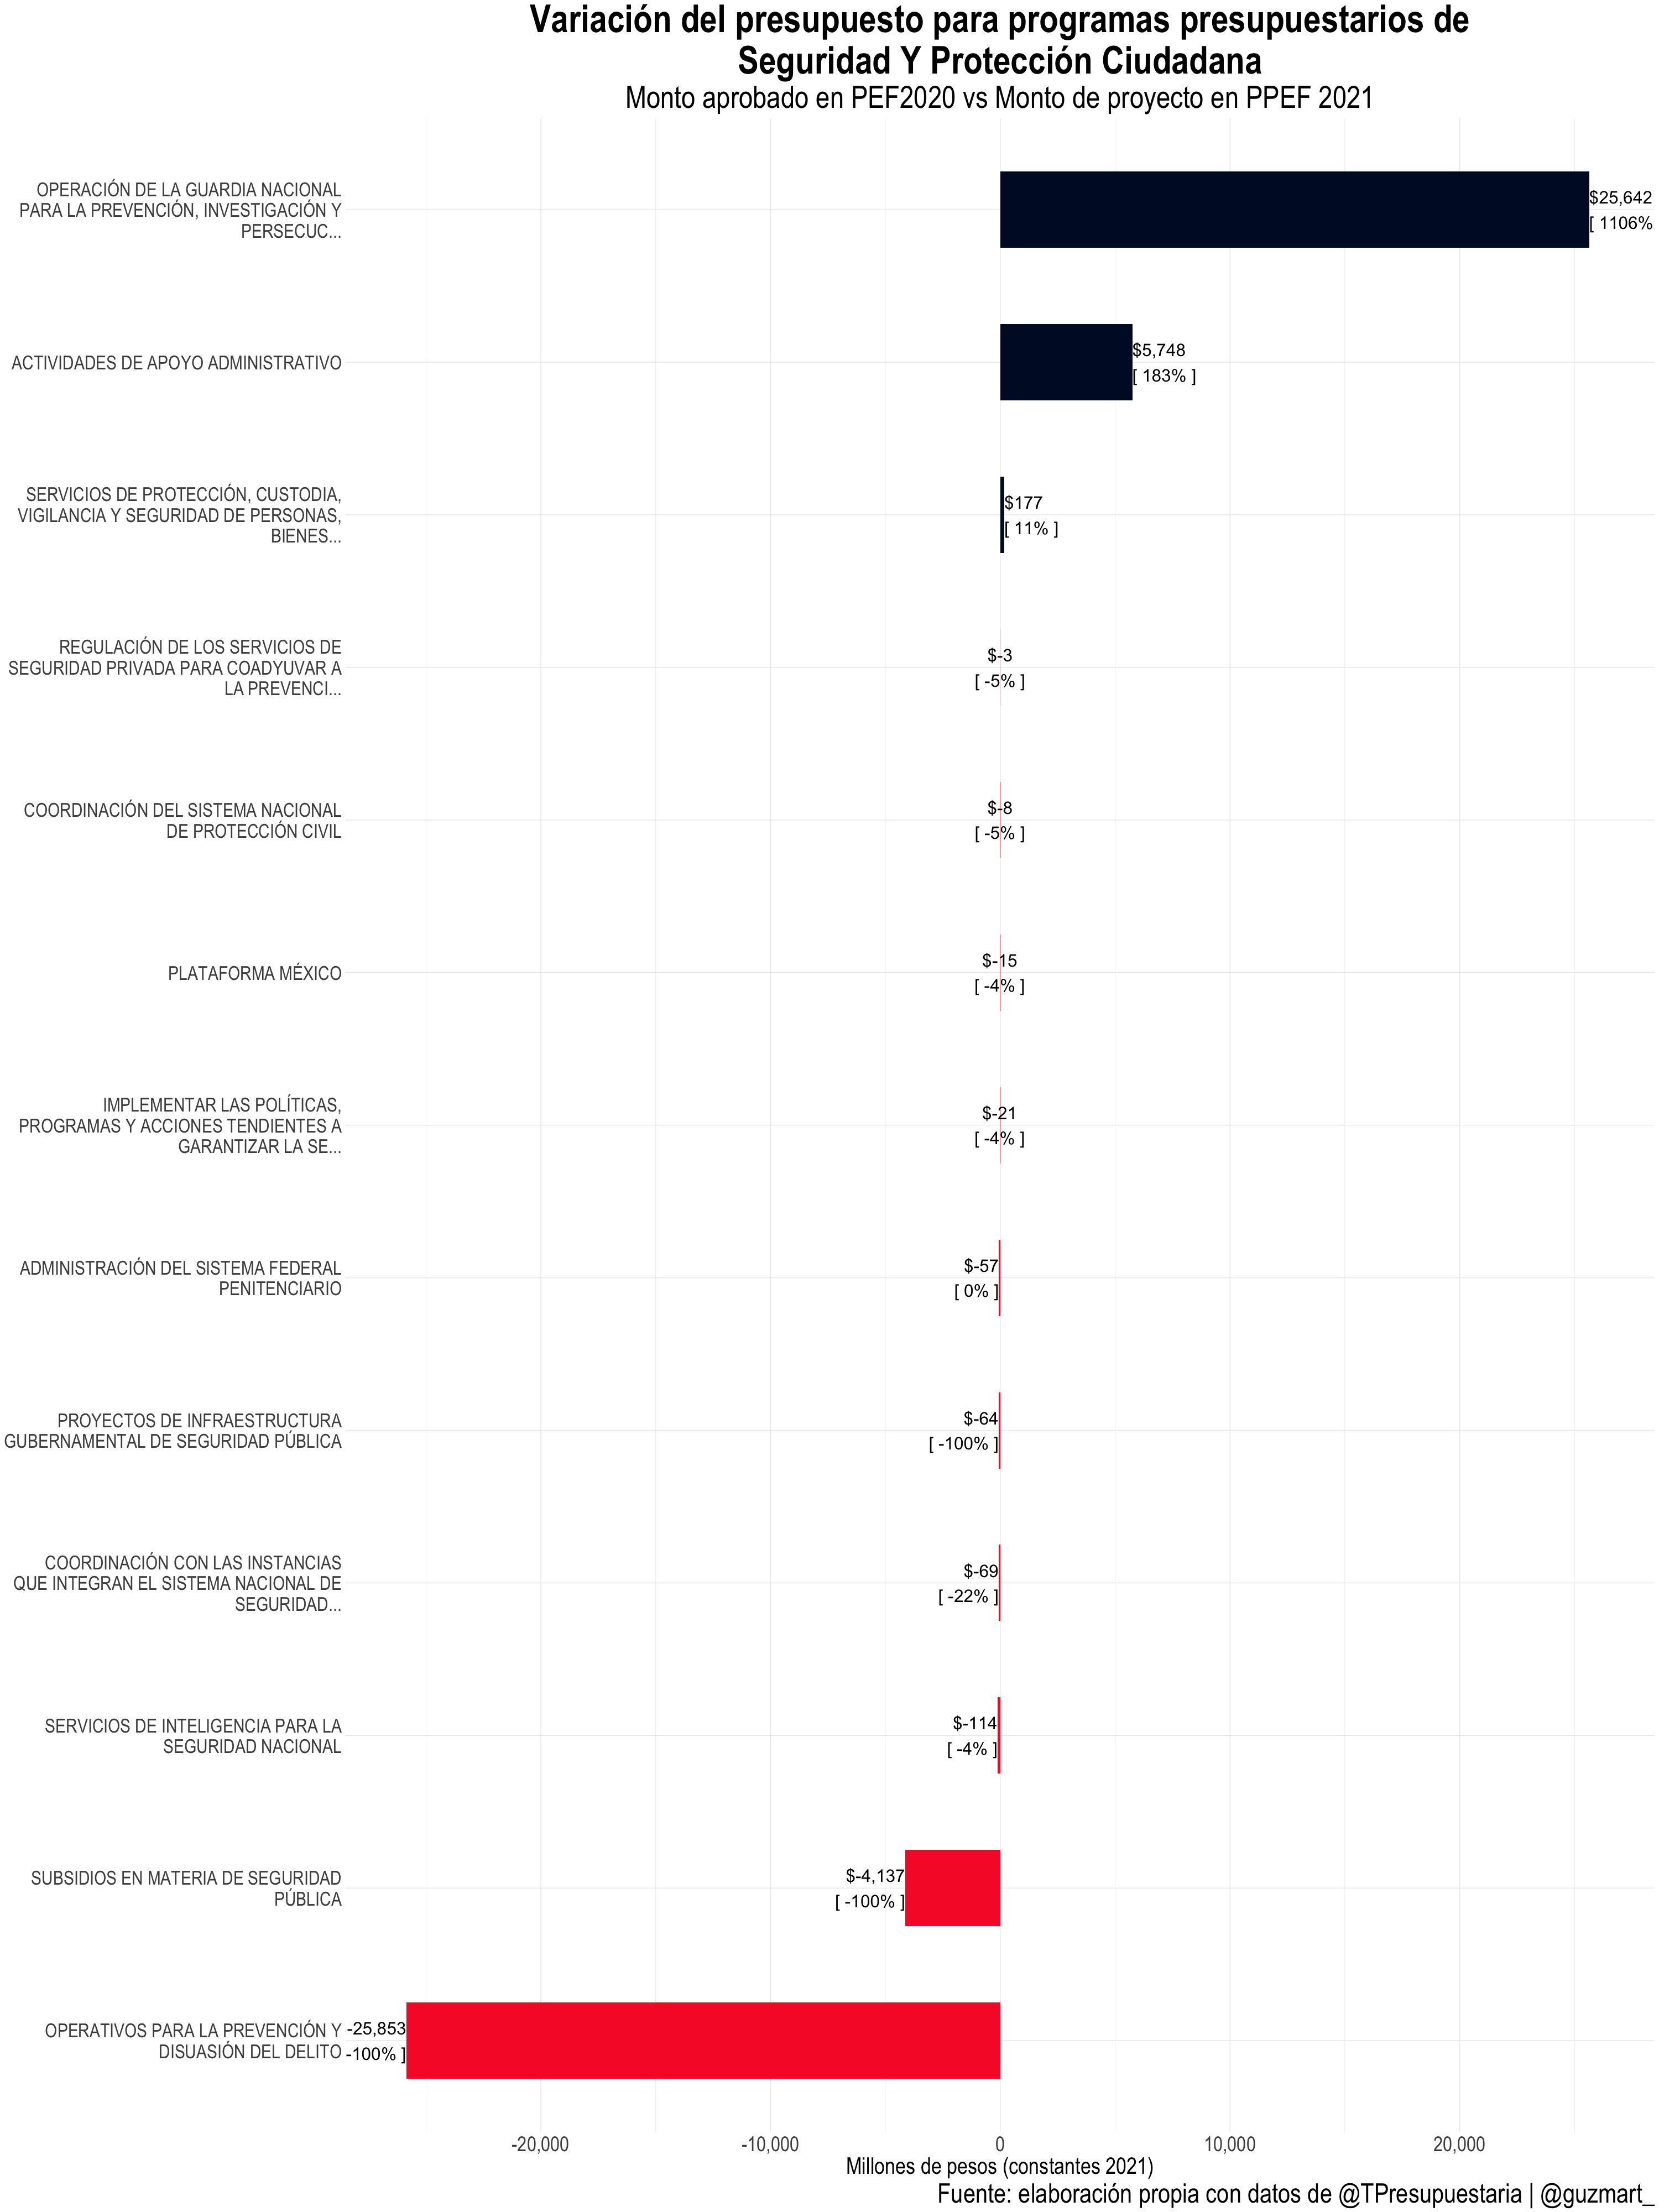 Variación del presupuesto para programas presupuestarios de
Seguridad Y Protección Ciudadana
Monto aprobado en PEF2020 vs Monto de proyecto en PPEF 2021
OPERACIÓN DE LA GUARDIA NACIONAL
PARA LA PREVENCIÓN, INVESTIGACIÓN Y
PERSECUC...
$25,642
[ 1106%
ACTIVIDADES DE APOYO ADMINISTRATIVO
$5,748
[ 183% ]
SERVICIOS DE PROTECCIÓN, CUSTODIA,
VIGILANCIA Y SEGURIDAD DE PERSONAS,
BIENES...
$177
[ 11% ]
REGULACIÓN DE LOS SERVICIOS DE
SEGURIDAD PRIVADA PARA COADYUVAR A
LA PREVENCI...
$-3
[ -5% ]
COORDINACIÓN DEL SISTEMA NACIONAL
DE PROTECCIÓN CIVIL
$-8
[ -5% ]
PLATAFORMA MÉXICO
$-15
[ -4% ]
IMPLEMENTAR LAS POLÍTICAS,
PROGRAMAS Y ACCIONES TENDIENTES A
GARANTIZAR LA SE...
$-21
[ -4% ]
ADMINISTRACIÓN DEL SISTEMA FEDERAL
PENITENCIARIO
$-57
[ 0% ]
PROYECTOS DE INFRAESTRUCTURA
GUBERNAMENTAL DE SEGURIDAD PÚBLICA
$-64
[ -100% ]
COORDINACIÓN CON LAS INSTANCIAS
QUE INTEGRAN EL SISTEMA NACIONAL DE
SEGURIDAD...
$-69
[ -22% ]
SERVICIOS DE INTELIGENCIA PARA LA
SEGURIDAD NACIONAL
$-114
[ -4% ]
SUBSIDIOS EN MATERIA DE SEGURIDAD
PÚBLICA
$-4,137
[ -100% ]
OPERATIVOS PARA LA PREVENCIÓN Y
DISUASIÓN DEL DELITO
-25,853
-100% ]
-20,000
-10,000
0
10,000
20,000
Millones de pesos (constantes 2021)
Fuente: elaboración propia con datos de @TPresupuestaria | @guzmart_